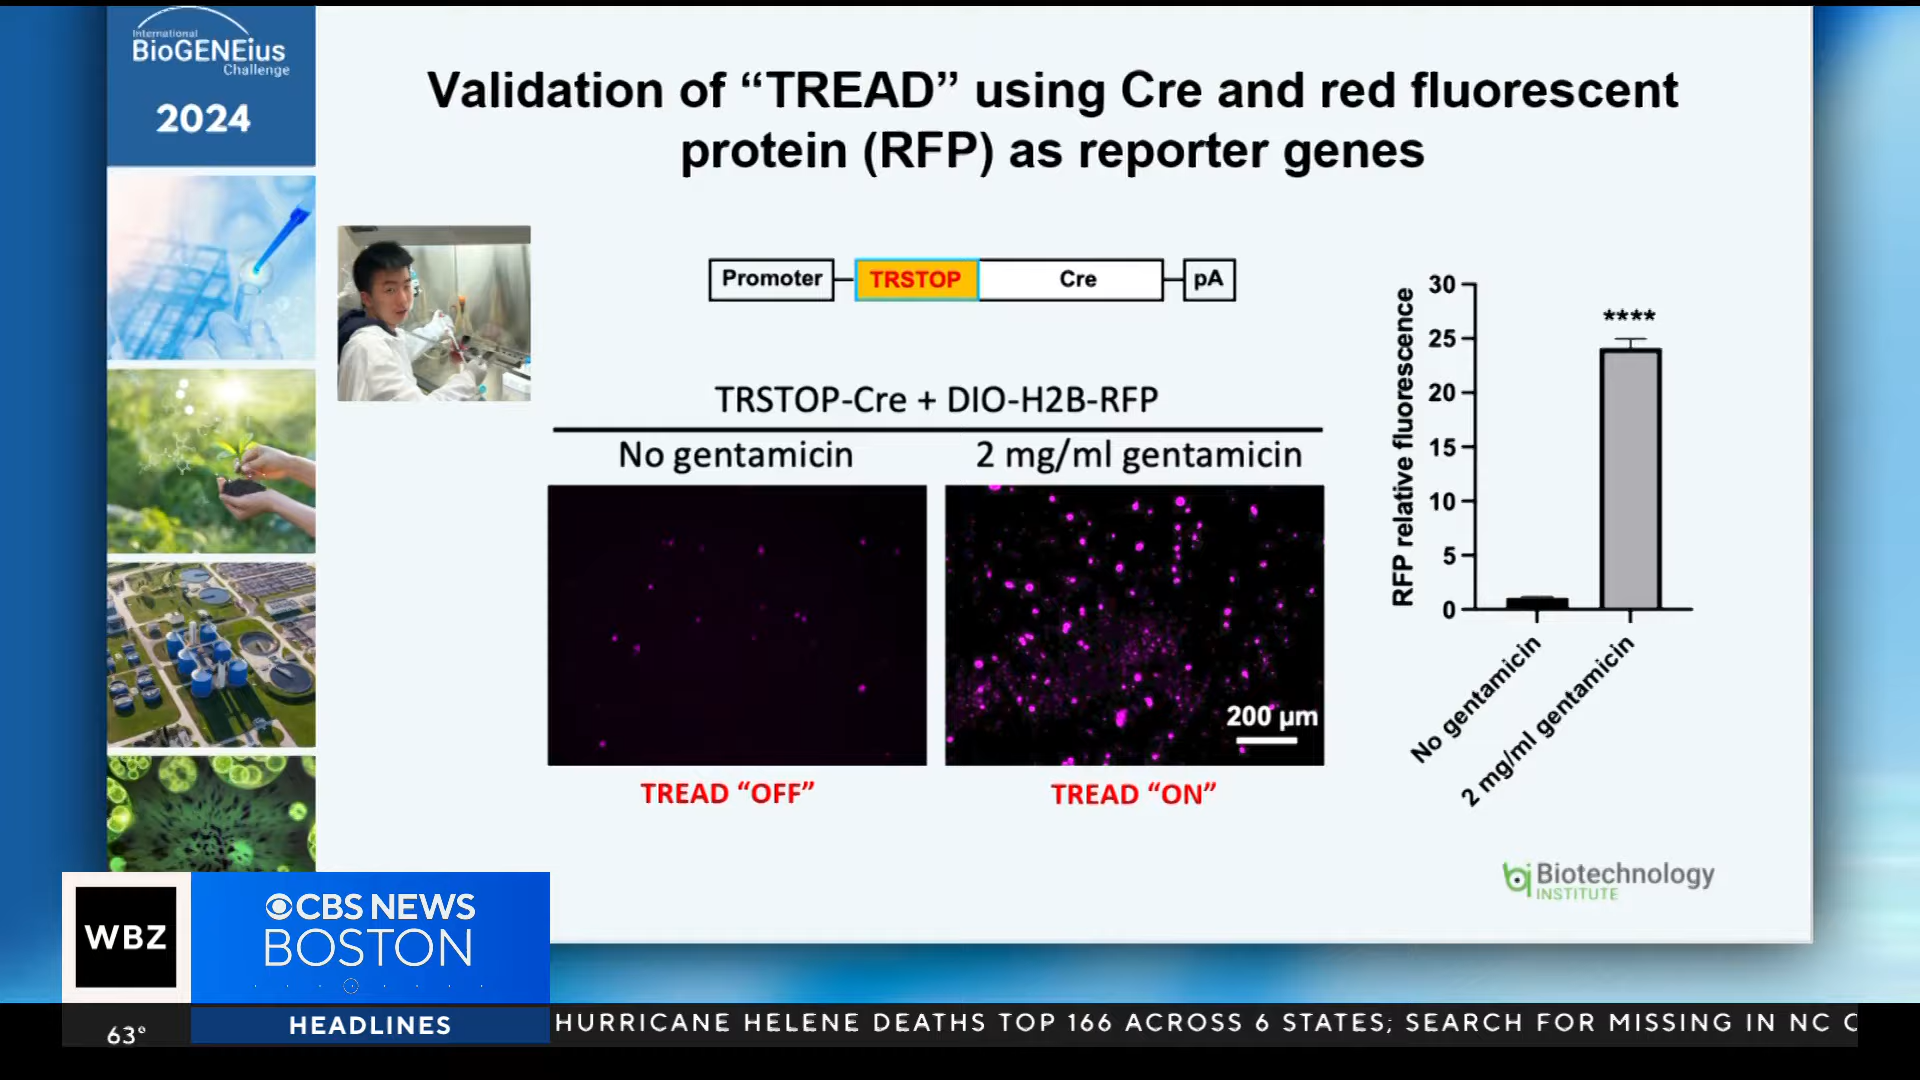 International
BioGENEius
Challenge
2024
Validation of “TREAD” using Cre and red fluorescent
protein (RFP) as reporter genes
Promoter
TRSTOP
Cre
pA
TRSTOP-Cre + DIO-H2B-RFP
No gentamicin
2 mg/ml gentamicin
200 µm
TREAD “OFF”
TREAD “ON”
RFP relative fluorescence
30
25
20
15
10
5
0
****
No gentamicin
2 mg/ml gentamicin
Biotechnology
INSTITUTE
WBZ
CBS NEWS
BOSTON
63°
HEADLINES
HURRICANE HELENE DEATHS TOP 166 ACROSS 6 STATES; SEARCH FOR MISSING IN NC